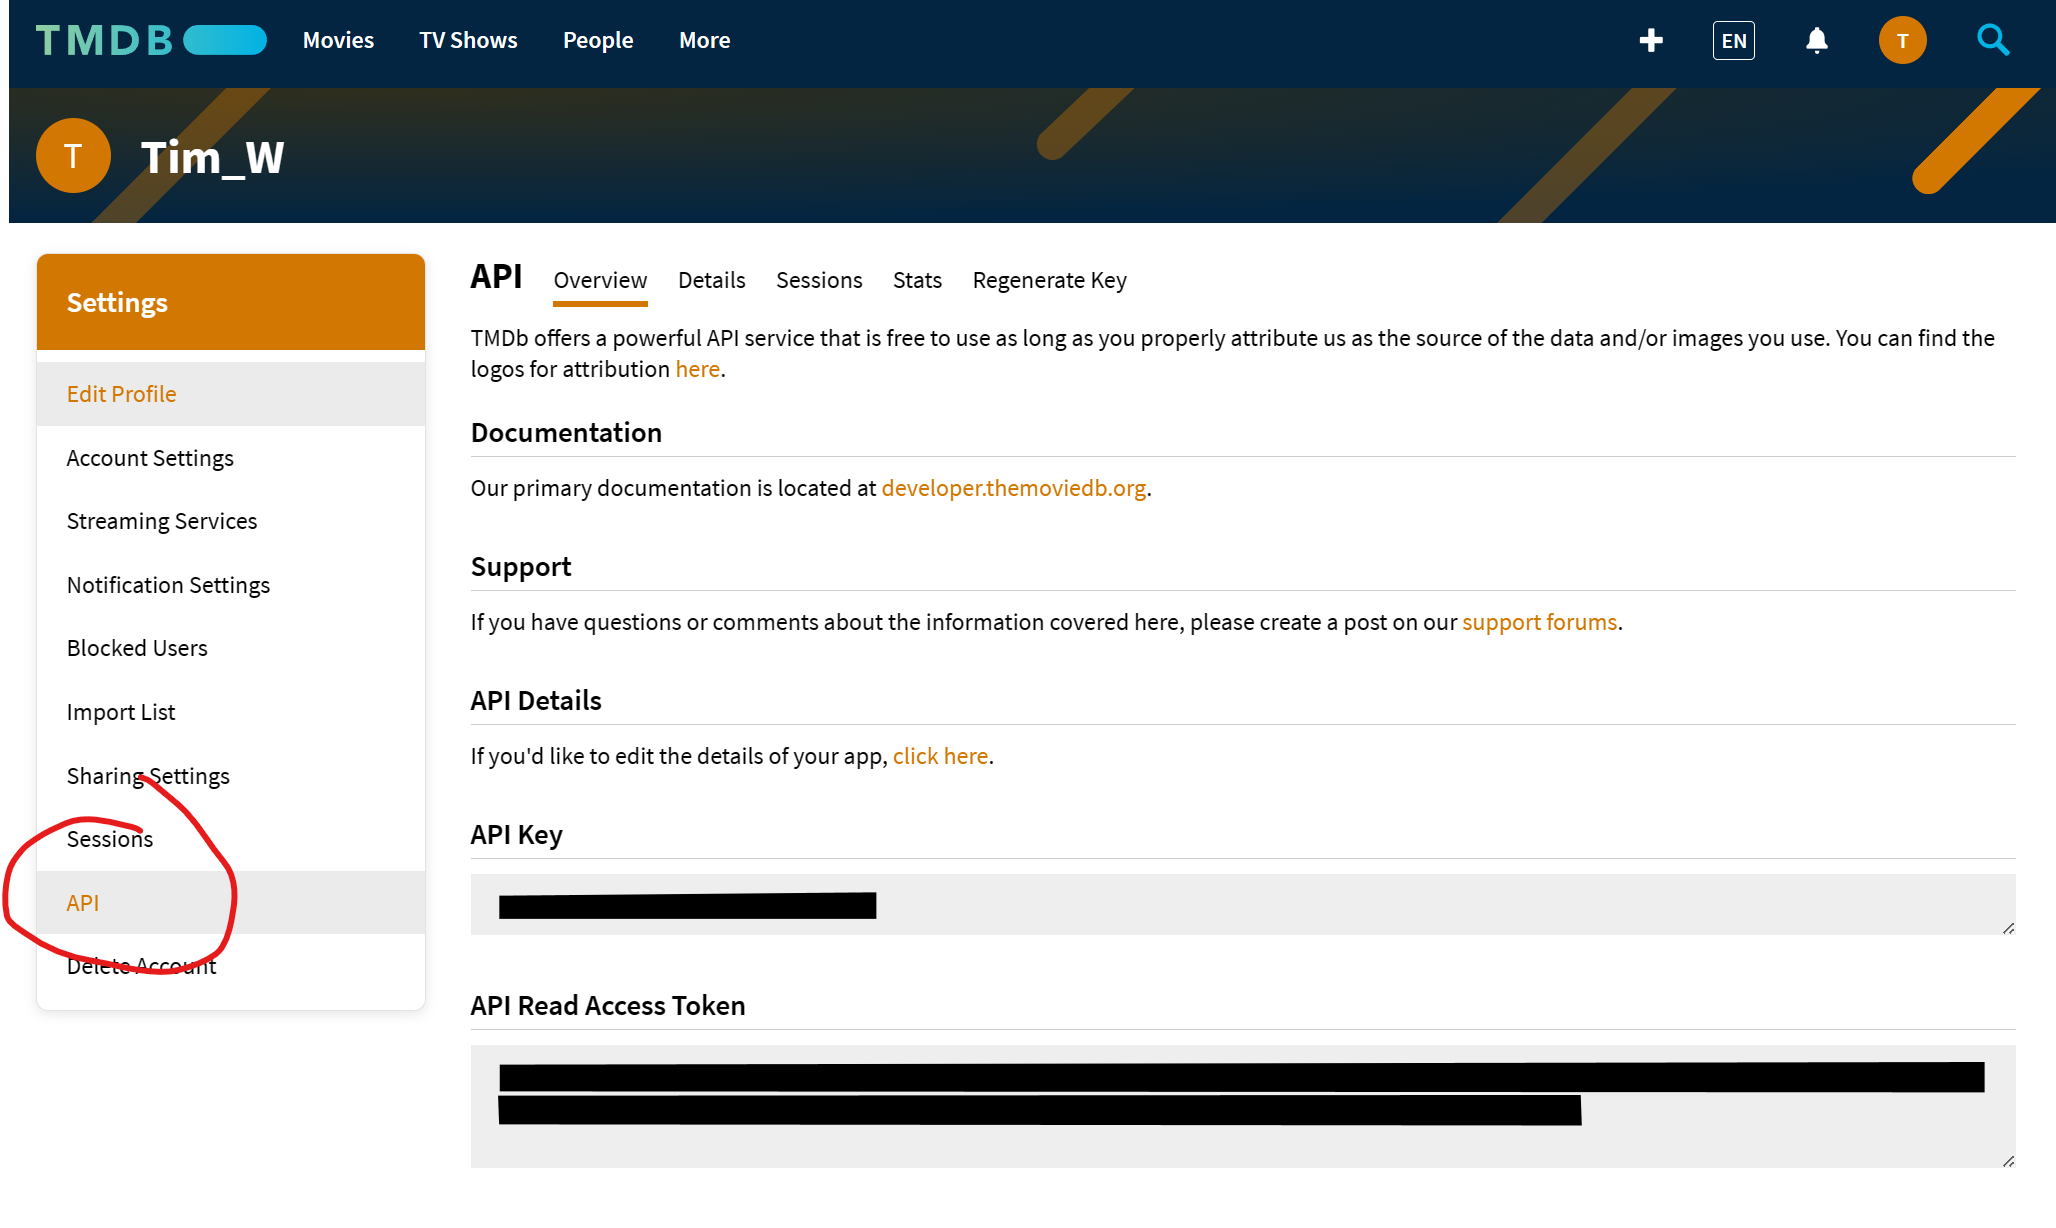 TMDB Movies TV Shows People More EN T
T Tim_W
Settings
Edit Profile
Account Settings
Streaming Services
Notification Settings
Blocked Users
Import List
Sharing Settings
Sessions
API
Delete Account
API Overview Details Sessions Stats Regenerate Key
TMDb offers a powerful API service that is free to use as long as you properly attribute us as the source of the data and/or images you use. You can find the
logos for attribution here.
Documentation
Our primary documentation is located at developer.themoviedb.org.
Support
If you have questions or comments about the information covered here, please create a post on our support forums.
API Details
If you'd like to edit the details of your app, click here.
API Key
API Read Access Token